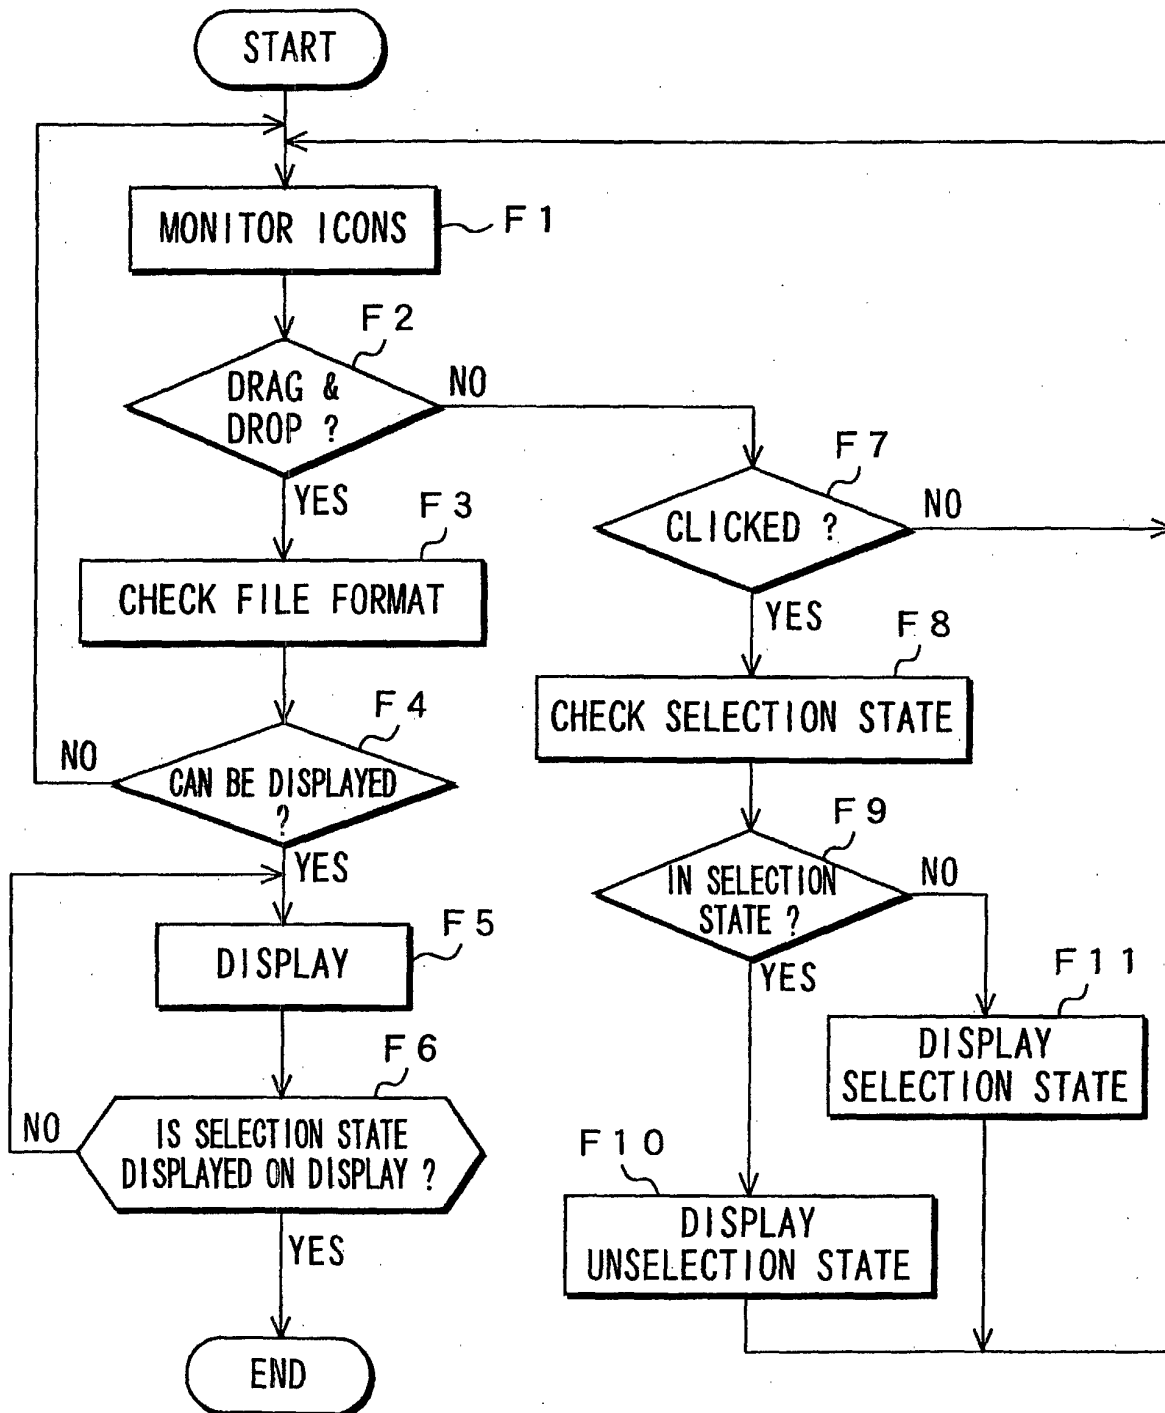 START
MONITOR ICONS
F1
F2
DRAG &
DROP ?
NO
YES
F3
CHECK FILE FORMAT
F4
NO
CAN BE DISPLAYED
?
YES
F5
DISPLAY
F6
NO
IS SELECTION STATE
DISPLAYED ON DISPLAY ?
YES
END
F7
CLICKED ?
NO
YES
F8
CHECK SELECTION STATE
F9
IN SELECTION
STATE ?
NO
YES
F11
DISPLAY
SELECTION STATE
F10
DISPLAY
UNSELECTION STATE